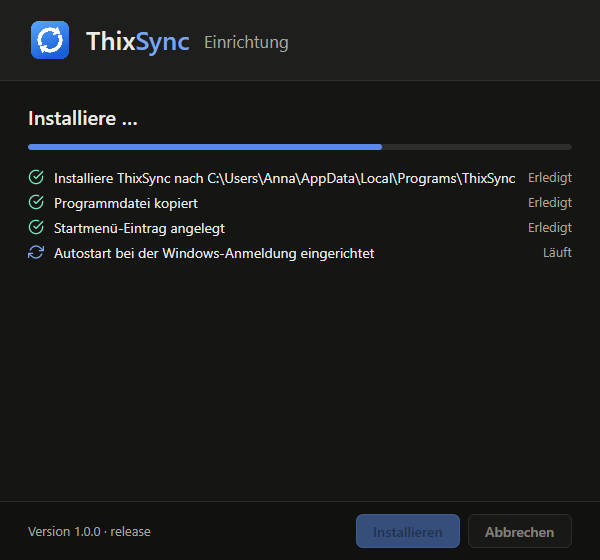 ThixSync Einrichtung
Installiere ...
Installiere ThixSync nach C:\Users\Anna\AppData\Local\Programs\ThixSync Erledigt
Programmdatei kopiert Erledigt
Startmenü-Eintrag angelegt Erledigt
Autostart bei der Windows-Anmeldung eingerichtet Läuft
Version 1.0.0 · release Installieren Abbrechen